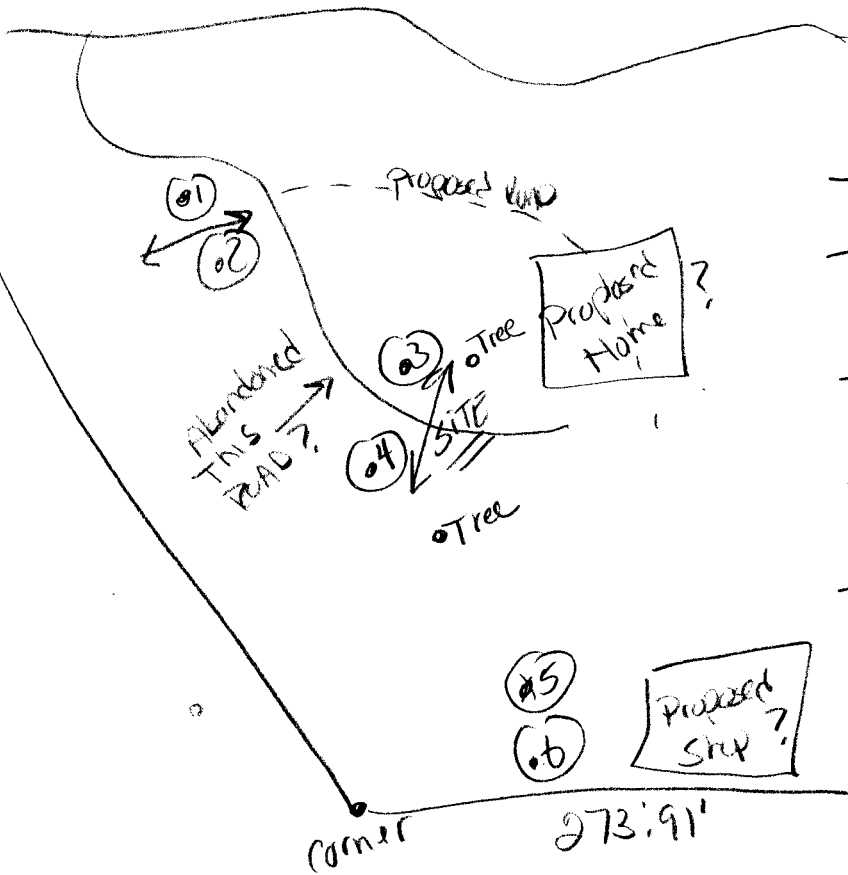 .1
Proposed
.2
?
Proposed
Home
.3
Tree
Abandoned
THIS
ROAD?
SITE
.4
Tree
.5
Proposed
Shop ?
.6
corner
273.91'